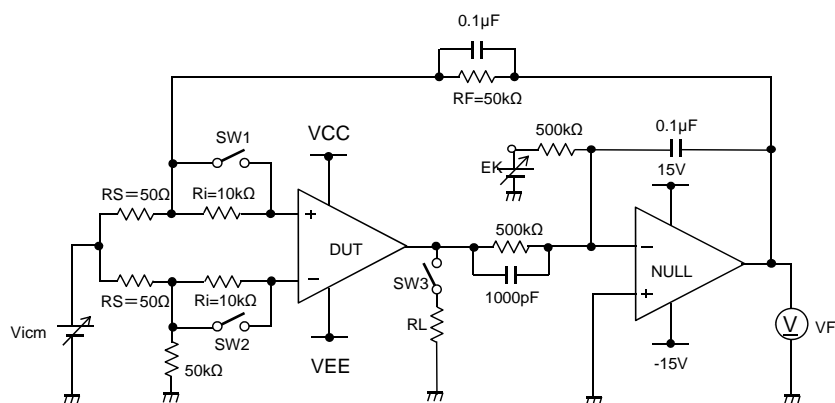 0.1μF
RF=50kΩ
SW1
VCC
500kΩ
0.1μF
EK
15V
RS=50Ω
Ri=10kΩ
+
DUT
−
500kΩ
−
NULL
+
RS=50Ω
Ri=10kΩ
SW3
1000pF
Vicm
SW2
RL
V
VF
50kΩ
VEE
-15V